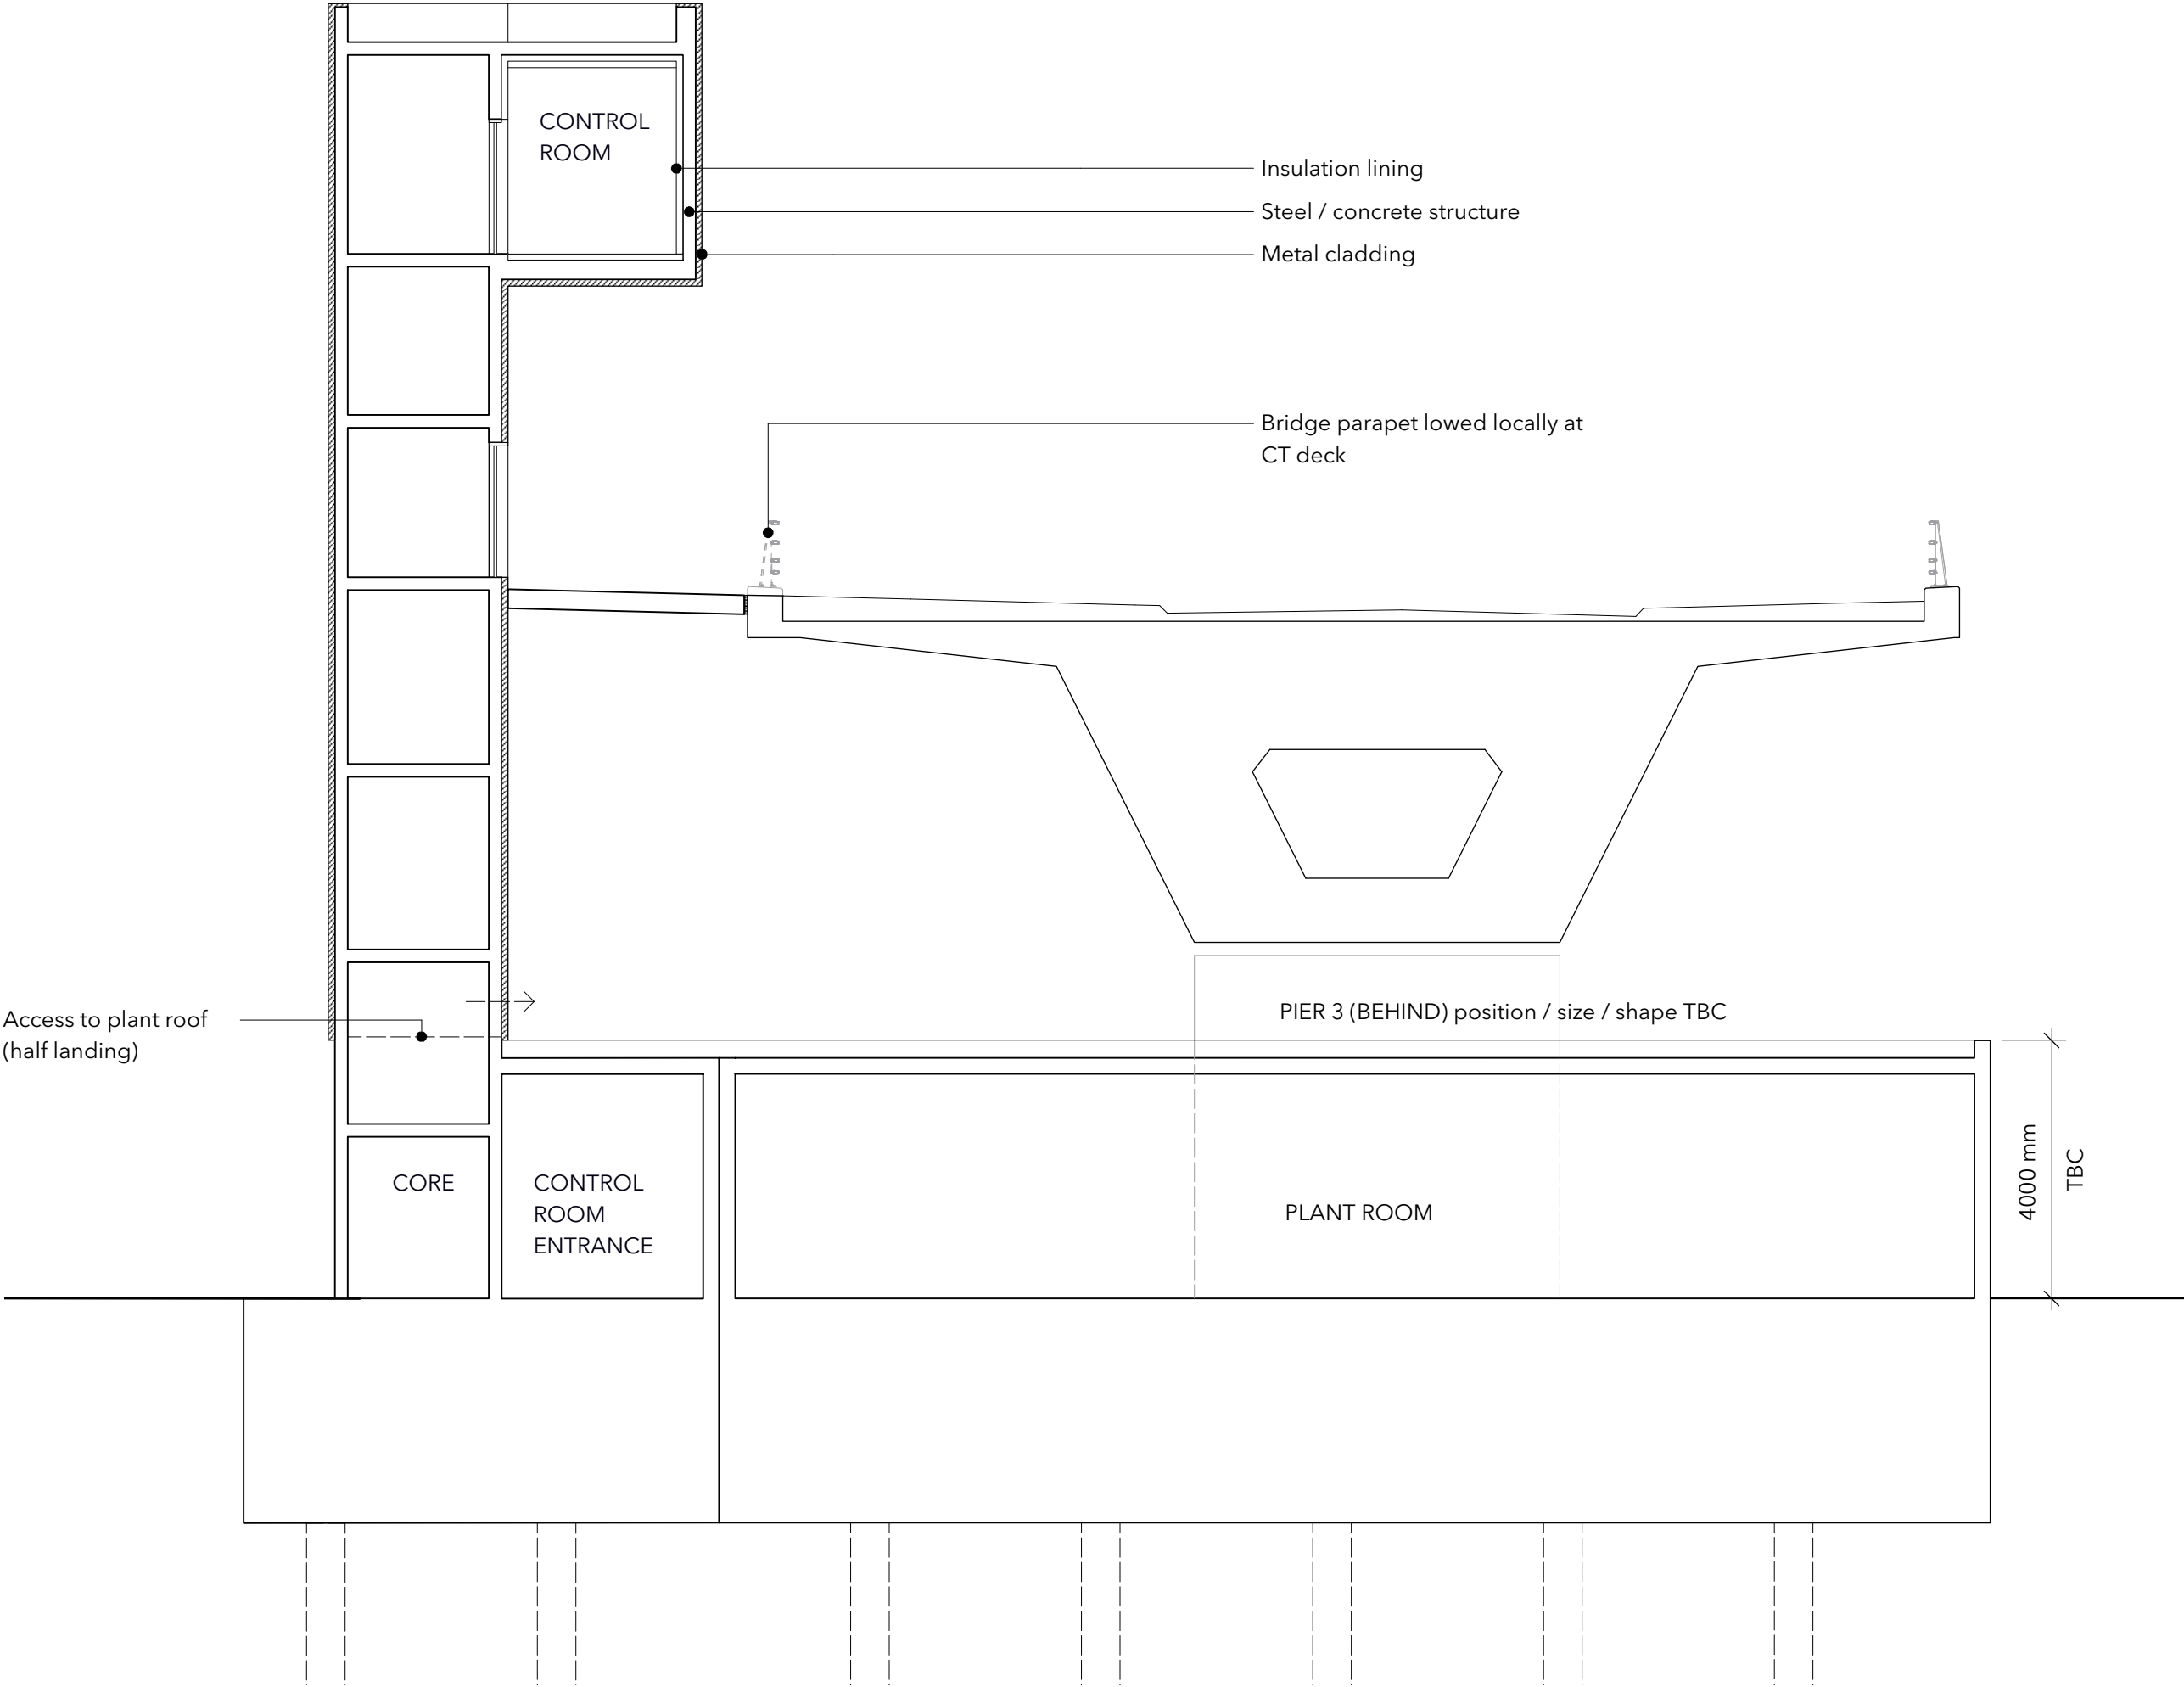 CONTROL
ROOM
Insulation lining
Steel / concrete structure
Metal cladding
Bridge parapet lowed locally at
CT deck
Access to plant roof
(half landing)
PIER 3 (BEHIND) position / size / shape TBC
CORE
CONTROL
ROOM
ENTRANCE
PLANT ROOM
4000 mm
TBC